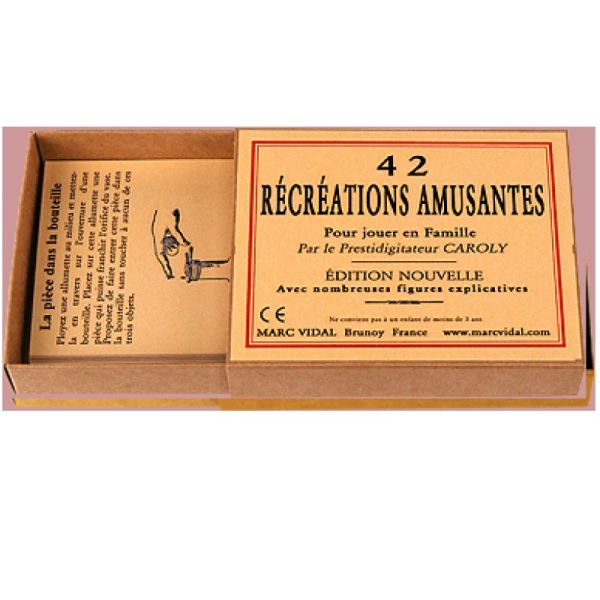 42
RÉCRÉATIONS AMUSANTES
Pour jouer en Famille
Par le Prestidigitateur CAROLY
ÉDITION NOUVELLE
Avec nombreuses figures explicatives
CE
Ne convient pas à un enfant de moins de 3 ans
MARC VIDAL Brunoy France www.marcvidal.com
La pièce dans la bouteille
Ployez une allumette au milieu et mettez-
la en travers sur l'ouverture d'une
bouteille. Placez sur cette allumette une
pièce qui puisse franchir l'orifice du vase.
Proposez de faire entrer cette pièce dans
la bouteille sans toucher à aucun de ces
trois objets.